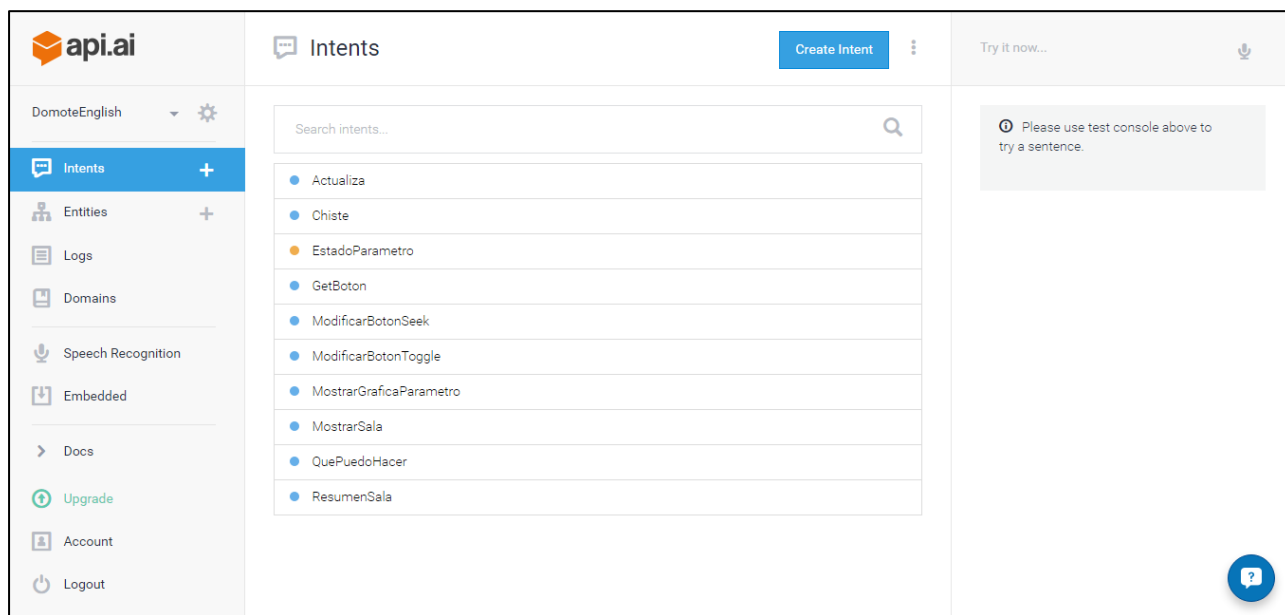 api.ai
DomoteEnglish
Intents
Entities
Logs
Domains
Speech Recognition
Embedded
Docs
Upgrade
Account
Logout
Intents
Create Intent
Search intents...
Actualiza
Chiste
EstadoParametro
GetBoton
ModificarBotonSeek
ModificarBotonToggle
MostrarGraficaParametro
MostrarSala
QuePuedoHacer
ResumenSala
Try it now...
Please use test console above to
try a sentence.